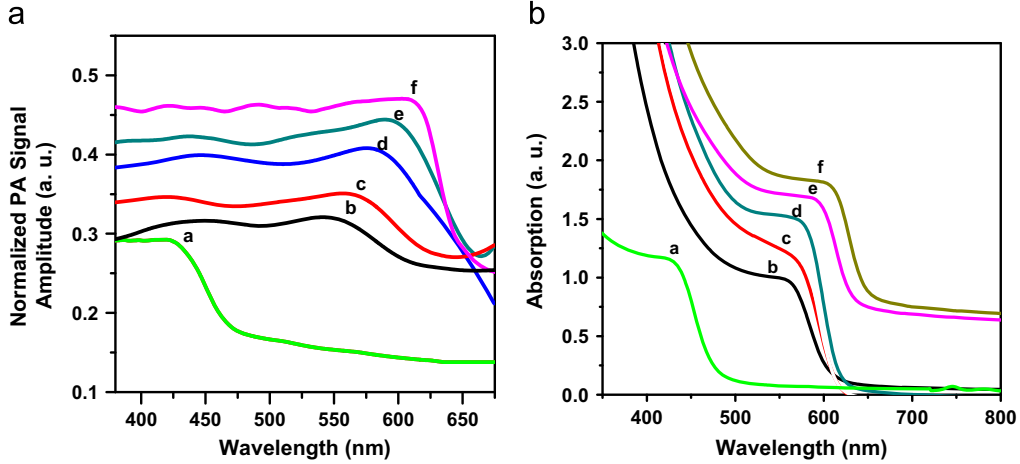 a
Normalized PA Signal
Amplitude (a. u.)
0.5
0.4
0.3
0.2
0.1
f
e
d
c
b
a
400 450 500 550 600 650
Wavelength (nm)
b
Absorption (a. u.)
3.0
2.5
2.0
1.5
1.0
0.5
0.0
f
e
d
c
b
a
400 500 600 700 800
Wavelength (nm)